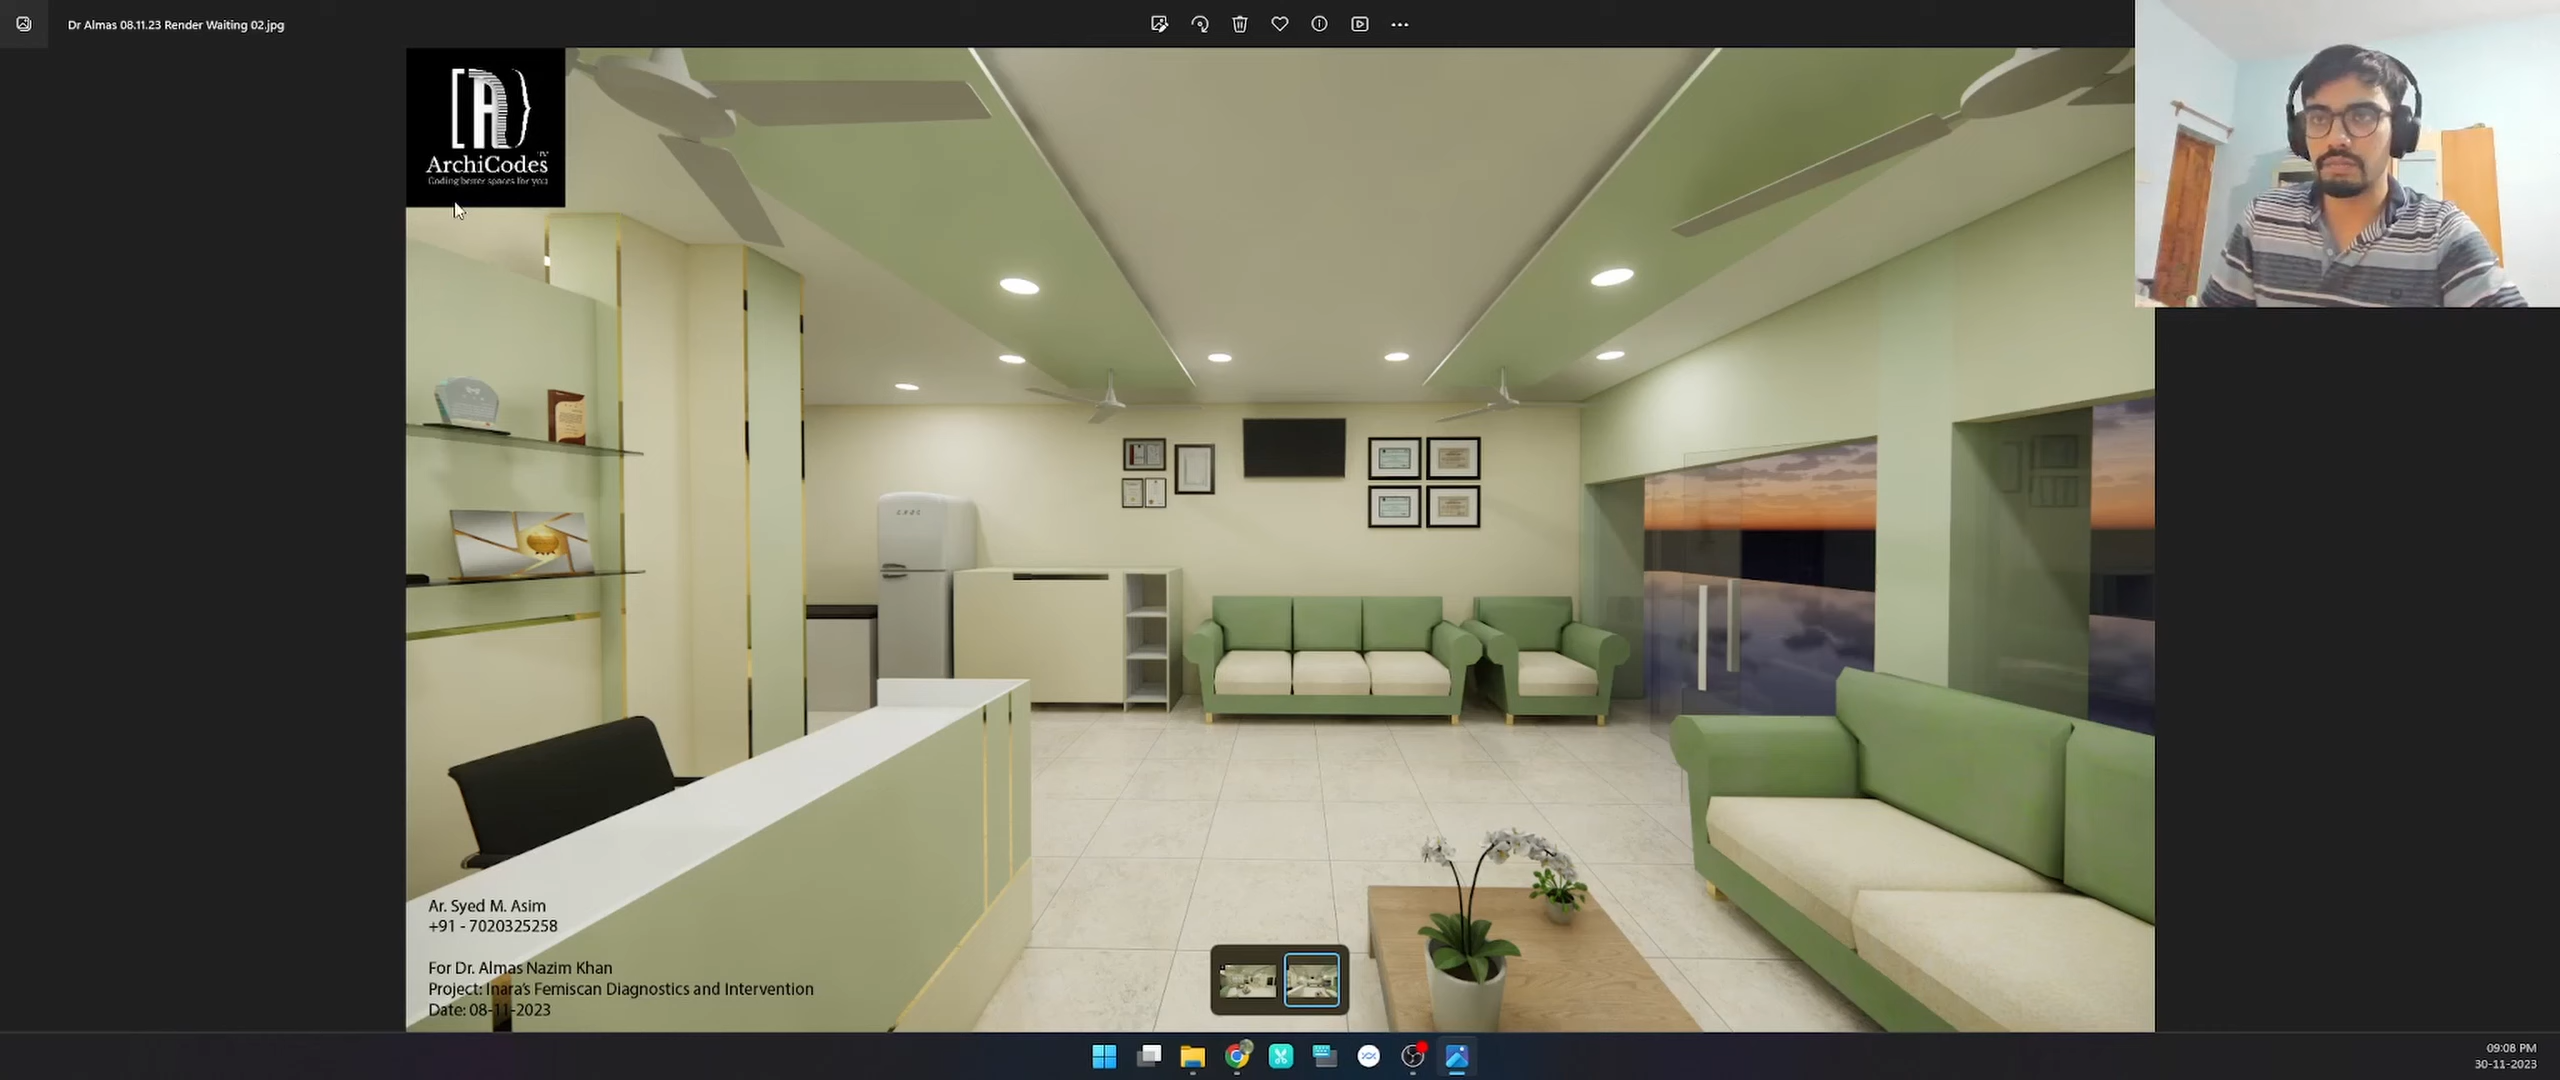 Dr Almas 08.11.23 Render Waiting 02.jpg
ArchiCodes
Coding better spaces for you
Ar. Syed M. Asim
+91 - 7020325258
For Dr. Almas Nazim Khan
Project: Inara's Femiscan Diagnostics and Intervention
Date: 08-11-2023
09:08 PM
30-11-2023